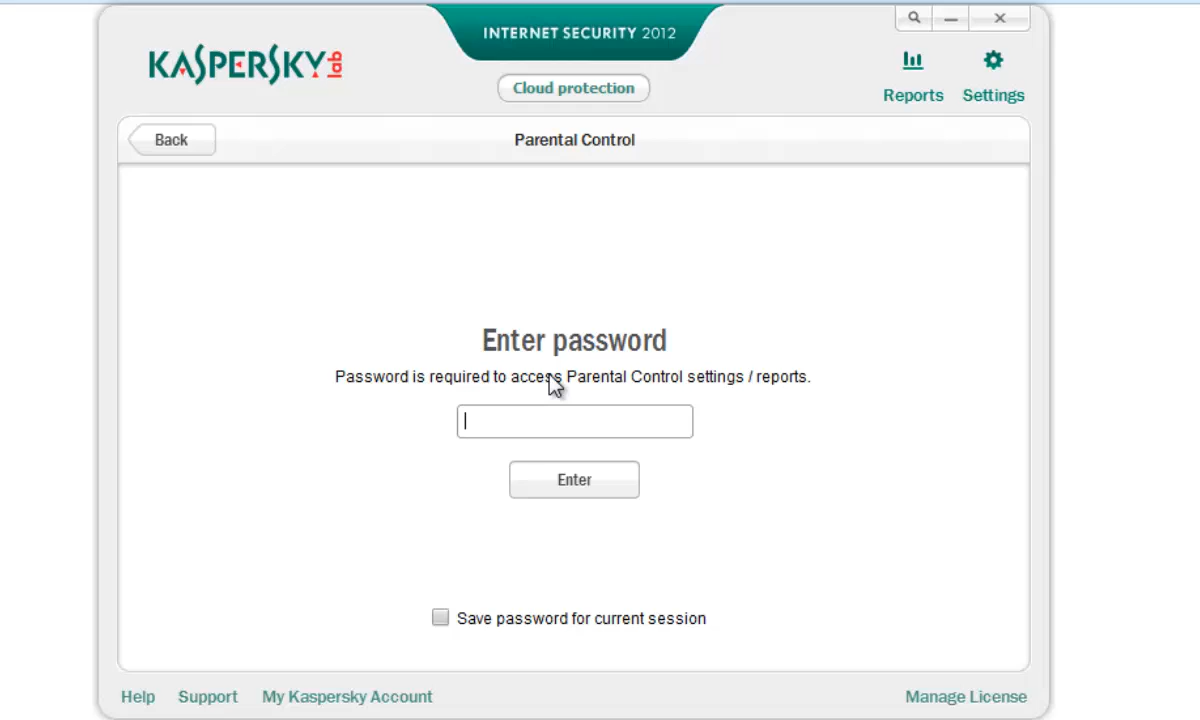 INTERNET SECURITY 2012
KASPERSKY lab
Cloud protection
Reports
Settings
Back
Parental Control
Enter password
Password is required to access Parental Control settings / reports.
Enter
Save password for current session
Help
Support
My Kaspersky Account
Manage License